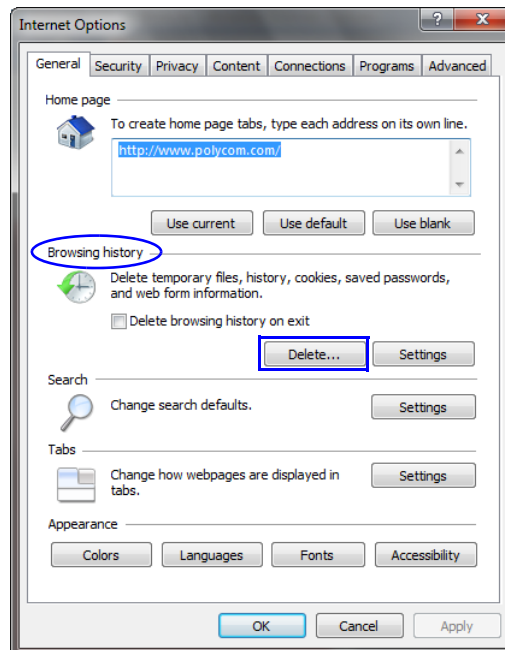 Internet Options
?
X
General Security Privacy Content Connections Programs Advanced
Home page
To create home page tabs, type each address on its own line.
http://www.polycom.com/
Use current Use default Use blank
Browsing history
Delete temporary files, history, cookies, saved passwords,
and web form information.
Delete browsing history on exit
Delete... Settings
Search
Change search defaults. Settings
Tabs
Change how webpages are displayed in Settings
tabs.
Appearance
Colors Languages Fonts Accessibility
OK Cancel Apply